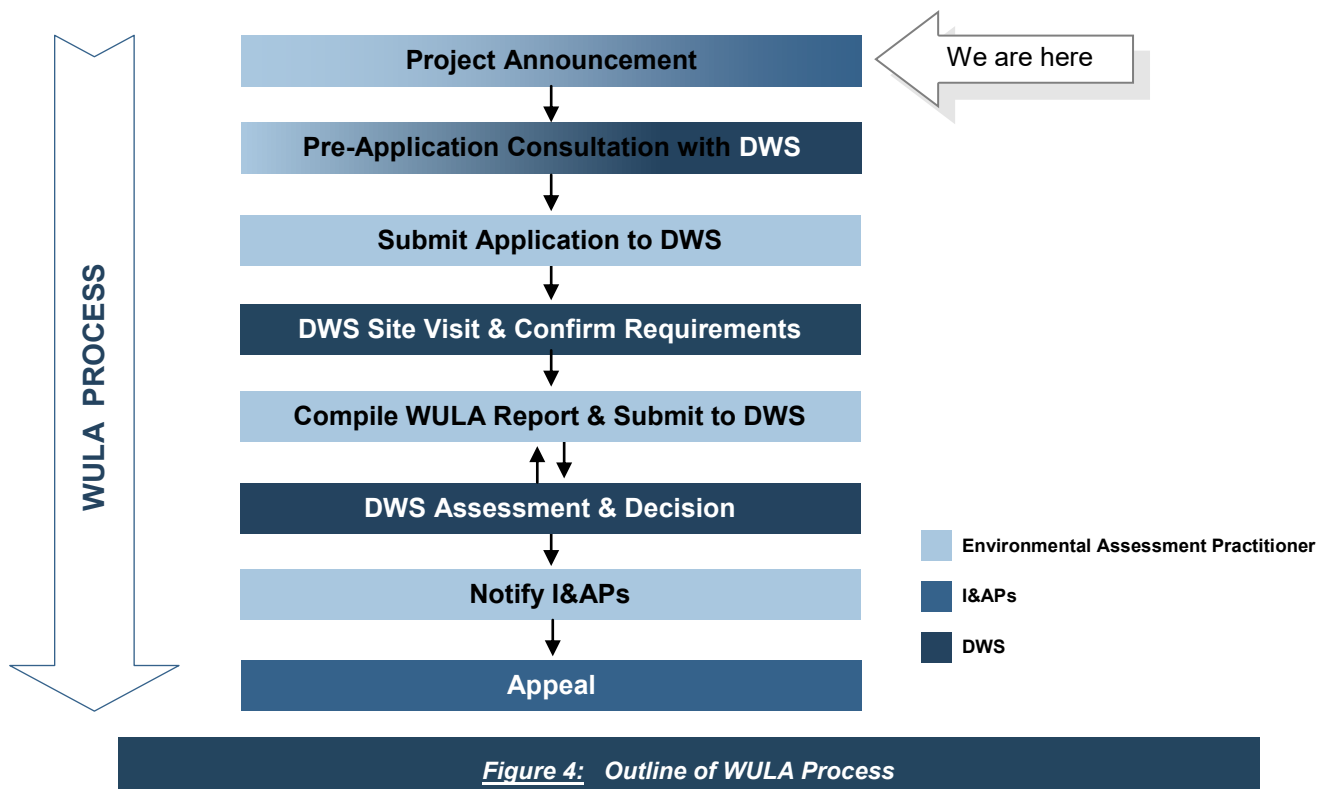 Project Announcement
We are here
Pre-Application Consultation with DWS
Submit Application to DWS
DWS Site Visit & Confirm Requirements
Compile WULA Report & Submit to DWS
DWS Assessment & Decision
Notify I&APs
Appeal
WULA PROCESS
Environmental Assessment Practitioner
I&APs
DWS
Figure 4: Outline of WULA Process